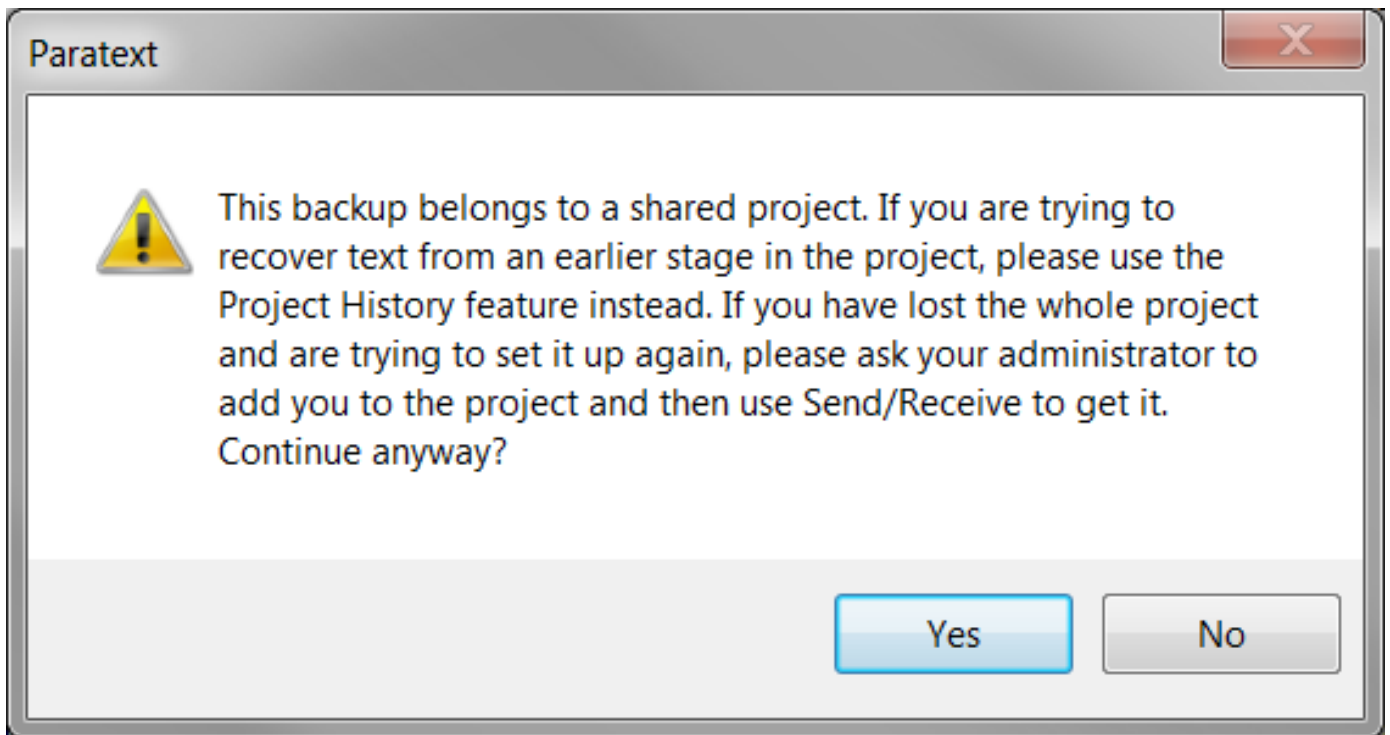 Paratext
This backup belongs to a shared project. If you are trying to
recover text from an earlier stage in the project, please use the
Project History feature instead. If you have lost the whole project
and are trying to set it up again, please ask your administrator to
add you to the project and then use Send/Receive to get it.
Continue anyway?
Yes
No